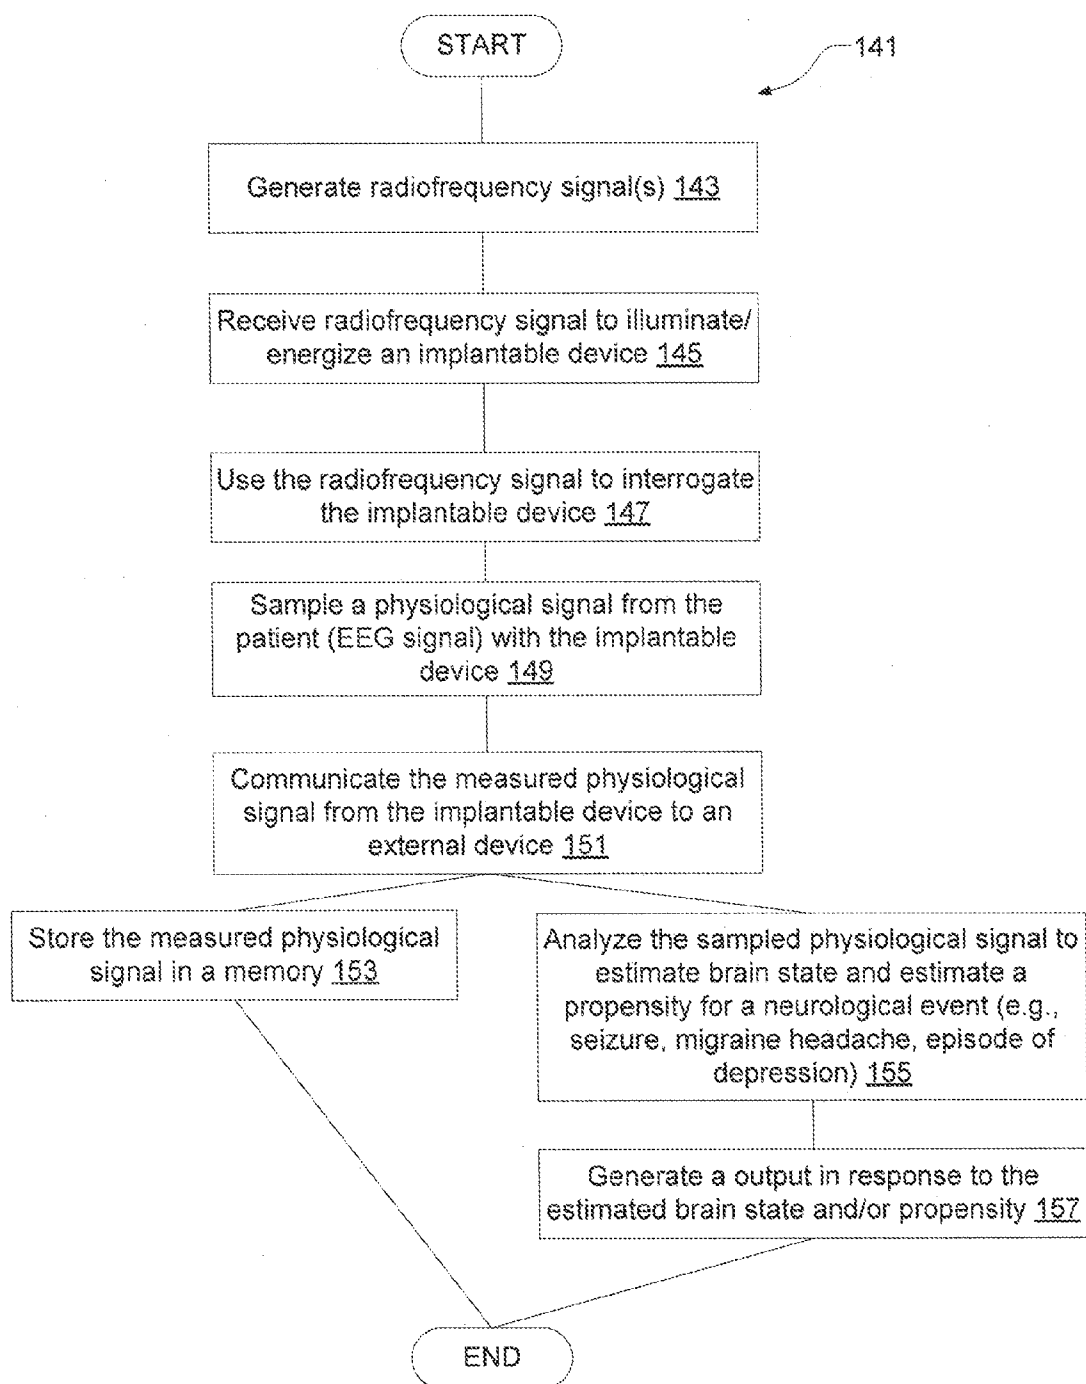 START
141
Generate radiofrequency signal(s) 143
Receive radiofrequency signal to illuminate/
energize an implantable device 145
Use the radiofrequency signal to interrogate
the implantable device 147
Sample a physiological signal from the
patient (EEG signal) with the implantable
device 149
Communicate the measured physiological
signal from the implantable device to an
external device 151
Store the measured physiological
signal in a memory 153
Analyze the sampled physiological signal to
estimate brain state and estimate a
propensity for a neurological event (e.g.,
seizure, migraine headache, episode of
depression) 155
Generate a output in response to the
estimated brain state and/or propensity 157
END